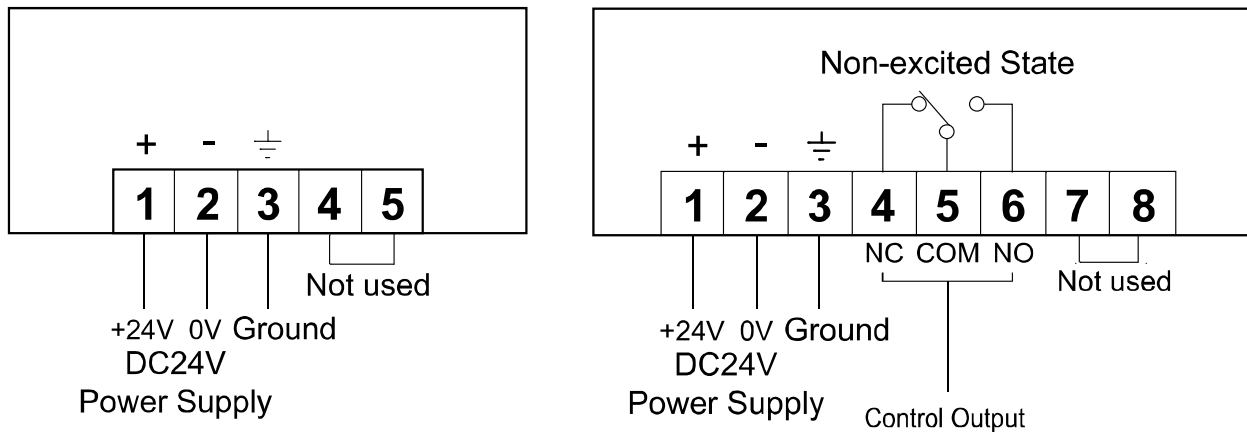 + -
1 2 3 4 5
Not used
+24V 0V Ground
DC24V
Power Supply
Non-excited State
+ -
1 2 3 4 5 6 7 8
NC COM NO
Not used
+24V 0V Ground
DC24V
Power Supply
Control Output